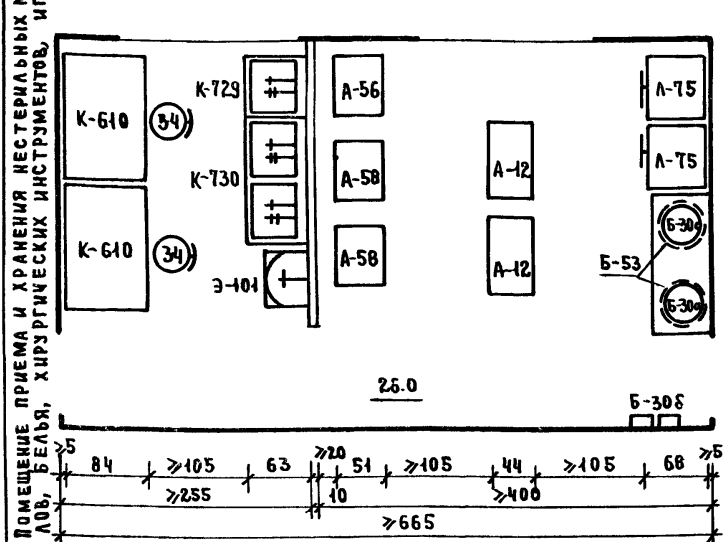 ПОМЕЩЕНИЕ ПРИЕМА И ХРАНЕНИЯ НЕСТЕРИЛЬНЫХ
ЛОВ, БЕЛЬЯ, ХИРУРГИЧЕСКИХ ИНСТРУМЕНТОВ,
К-610
34
К-729
А-56
Л-75
К-730
А-58
А-12
Л-75
К-610
34
Э-101
А-58
А-12
Б-53
Б-30а
Б-30а
26.0
Б-30б
≥5 84 ≥105 63 ≥20 51 ≥105 44 ≥105 68 ≥5
≥255 10 ≥400
≥665